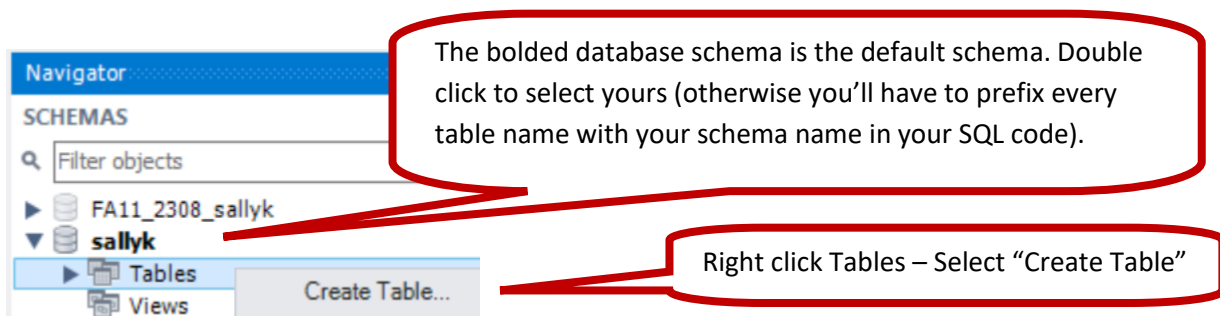 The bolded database schema is the default schema. Double
click to select yours (otherwise you’ll have to prefix every
table name with your schema name in your SQL code).
Navigator
SCHEMAS
Filter objects
FA11_2308_sallyk
sallyk
Tables
Create Table...
Views
Right click Tables – Select “Create Table”